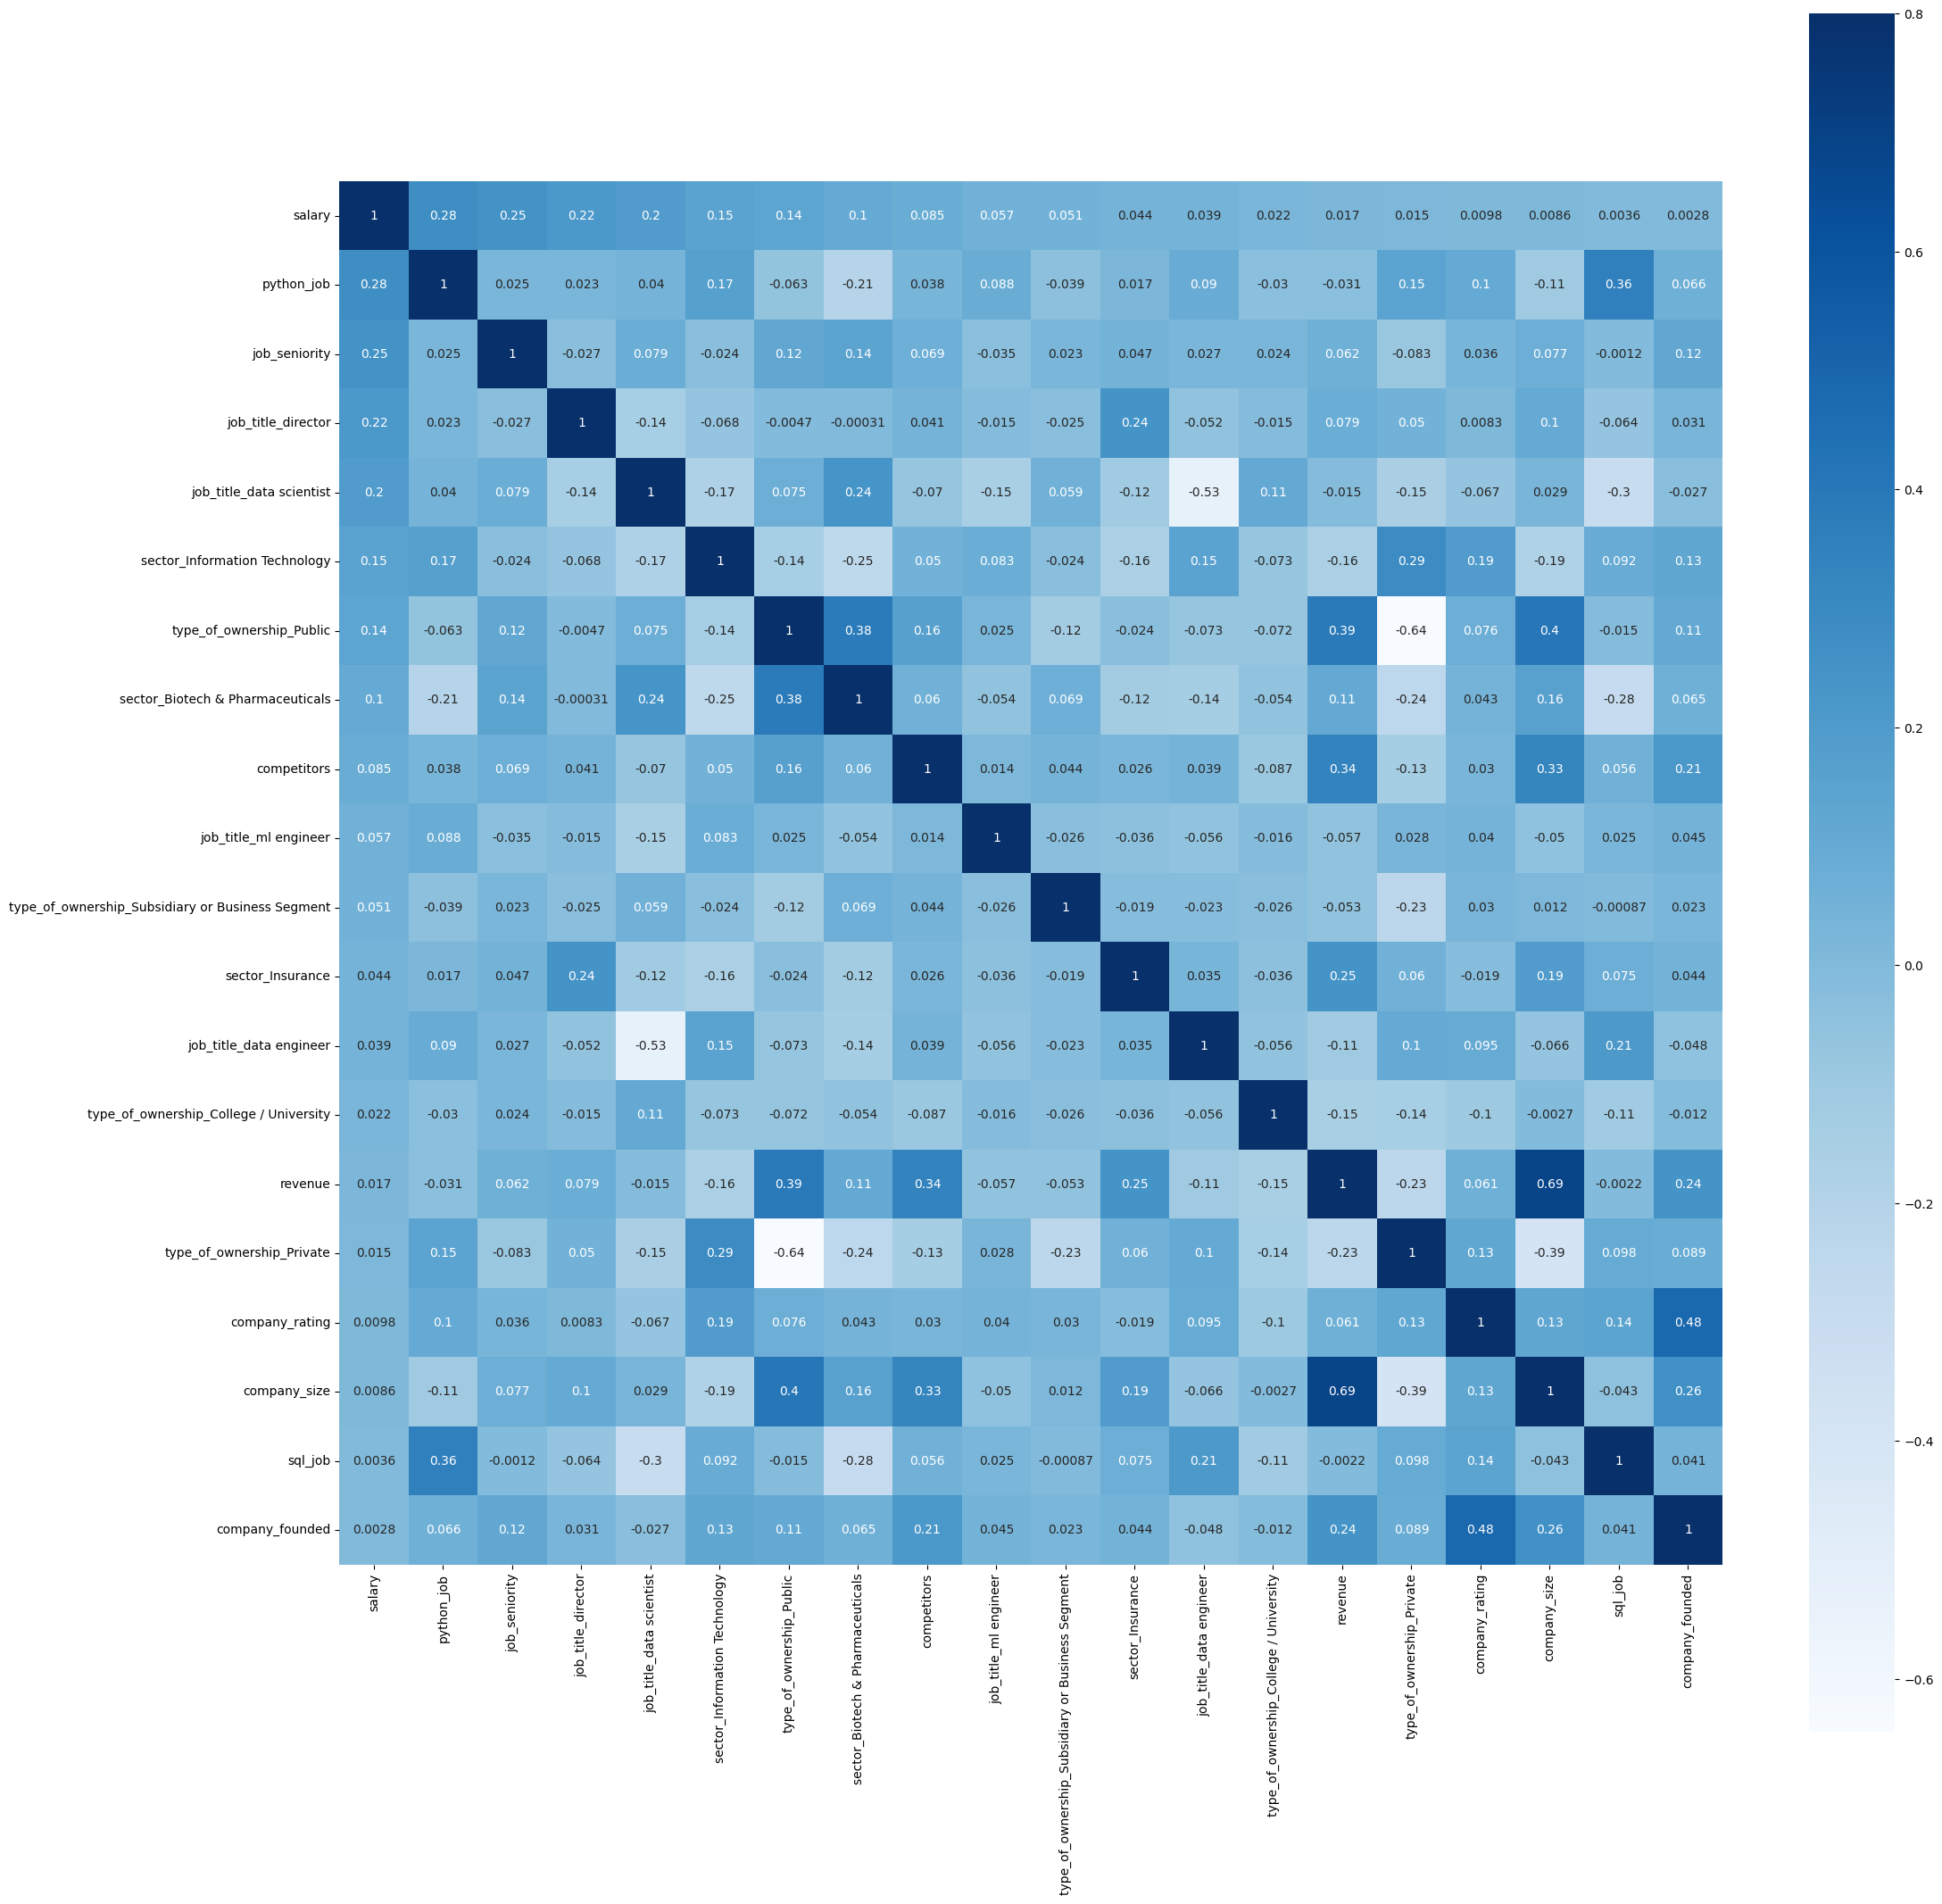 0.8
salary 1 0.28 0.25 0.22 0.2 0.15 0.14 0.1 0.085 0.057 0.051 0.044 0.039 0.022 0.017 0.015 0.0098 0.0086 0.0036 0.0028
0.6
python_job 0.28 1 0.025 0.023 0.04 0.17 -0.063 -0.21 0.038 0.088 -0.039 0.017 0.09 -0.03 -0.031 0.15 0.1 -0.11 0.36 0.066
job_seniority 0.25 0.025 1 -0.027 0.079 -0.024 0.12 0.14 0.069 -0.035 0.023 0.047 0.027 0.024 0.062 -0.083 0.036 0.077 -0.0012 0.12
job_title_director 0.22 0.023 -0.027 1 -0.14 -0.068 -0.0047 -0.00031 0.041 -0.015 -0.025 0.24 -0.052 -0.015 0.079 0.05 0.0083 0.1 -0.064 0.031
0.4
job_title_data scientist 0.2 0.04 0.079 -0.14 1 -0.17 0.075 0.24 -0.07 -0.15 0.059 -0.12 -0.53 0.11 -0.015 -0.15 -0.067 0.029 -0.3 -0.027
sector_Information Technology 0.15 0.17 -0.024 -0.068 -0.17 1 -0.14 -0.25 0.05 0.083 -0.024 -0.16 0.15 -0.073 -0.16 0.29 0.19 -0.19 0.092 0.13
type_of_ownership_Public 0.14 -0.063 0.12 -0.0047 0.075 -0.14 1 0.38 0.16 0.025 -0.12 -0.024 -0.073 -0.072 0.39 -0.64 0.076 0.4 -0.015 0.11
sector_Biotech & Pharmaceuticals 0.1 -0.21 0.14 -0.00031 0.24 -0.25 0.38 1 0.06 -0.054 0.069 -0.12 -0.14 -0.054 0.11 -0.24 0.043 0.16 -0.28 0.065
0.2
competitors 0.085 0.038 0.069 0.041 -0.07 0.05 0.16 0.06 1 0.014 0.044 0.026 0.039 -0.087 0.34 -0.13 0.03 0.33 0.056 0.21
job_title_ml engineer 0.057 0.088 -0.035 -0.015 -0.15 0.083 0.025 -0.054 0.014 1 -0.026 -0.036 -0.056 -0.016 -0.057 0.028 0.04 -0.05 0.025 0.045
type_of_ownership_Subsidiary or Business Segment 0.051 -0.039 0.023 -0.025 0.059 -0.024 -0.12 0.069 0.044 -0.026 1 -0.019 -0.023 -0.026 -0.053 -0.23 0.03 0.012 -0.00087 0.023
0.0
sector_Insurance 0.044 0.017 0.047 0.24 -0.12 -0.16 -0.024 -0.12 0.026 -0.036 -0.019 1 0.035 -0.036 0.25 0.06 -0.019 0.19 0.075 0.044
job_title_data engineer 0.039 0.09 0.027 -0.052 -0.53 0.15 -0.073 -0.14 0.039 -0.056 -0.023 0.035 1 -0.056 -0.11 0.1 0.095 -0.066 0.21 -0.048
type_of_ownership_College / University 0.022 -0.03 0.024 -0.015 0.11 -0.073 -0.072 -0.054 -0.087 -0.016 -0.026 -0.036 -0.056 1 -0.15 -0.14 -0.1 -0.0027 -0.11 -0.012
revenue 0.017 -0.031 0.062 0.079 -0.015 -0.16 0.39 0.11 0.34 -0.057 -0.053 0.25 -0.11 -0.15 1 -0.23 0.061 0.69 -0.0022 0.24
−0.2
type_of_ownership_Private 0.015 0.15 -0.083 0.05 -0.15 0.29 -0.64 -0.24 -0.13 0.028 -0.23 0.06 0.1 -0.14 -0.23 1 0.13 -0.39 0.098 0.089
company_rating 0.0098 0.1 0.036 0.0083 -0.067 0.19 0.076 0.043 0.03 0.04 0.03 -0.019 0.095 -0.1 0.061 0.13 1 0.13 0.14 0.48
company_size 0.0086 -0.11 0.077 0.1 0.029 -0.19 0.4 0.16 0.33 -0.05 0.012 0.19 -0.066 -0.0027 0.69 -0.39 0.13 1 -0.043 0.26
−0.4
sql_job 0.0036 0.36 -0.0012 -0.064 -0.3 0.092 -0.015 -0.28 0.056 0.025 -0.00087 0.075 0.21 -0.11 -0.0022 0.098 0.14 -0.043 1 0.041
company_founded 0.0028 0.066 0.12 0.031 -0.027 0.13 0.11 0.065 0.21 0.045 0.023 0.044 -0.048 -0.012 0.24 0.089 0.48 0.26 0.041 1
−0.6
salary
python_job
job_seniority
job_title_director
job_title_data scientist
sector_Information Technology
type_of_ownership_Public
sector_Biotech & Pharmaceuticals
competitors
job_title_ml engineer
type_of_ownership_Subsidiary or Business Segment
sector_Insurance
job_title_data engineer
type_of_ownership_College / University
revenue
type_of_ownership_Private
company_rating
company_size
sql_job
company_founded